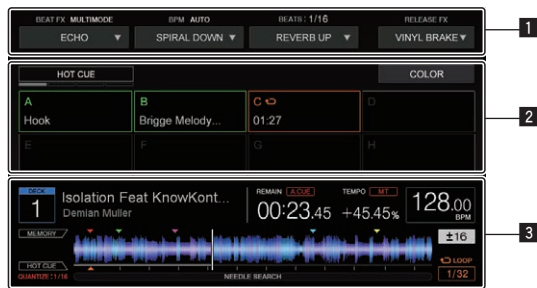 BEAT FX MULTIMODE BPM AUTO BEATS: 1/16 RELEASE FX
ECHO SPIRAL DOWN REVERB UP VINYL BRAKE 1
HOT CUE COLOR
A B C D 2
Hook Brigge Melody... 01:27
E F G H
DECK 1 Isolation Feat KnowKont... REMAIN A.CUE TEMPO MT
Demian Muller 00:23.45 +45.45% 128.00 BPM
MEMORY ±16 3
HOT CUE LOOP
QUANTIZE : 1/16 NEEDLE SEARCH 1/32